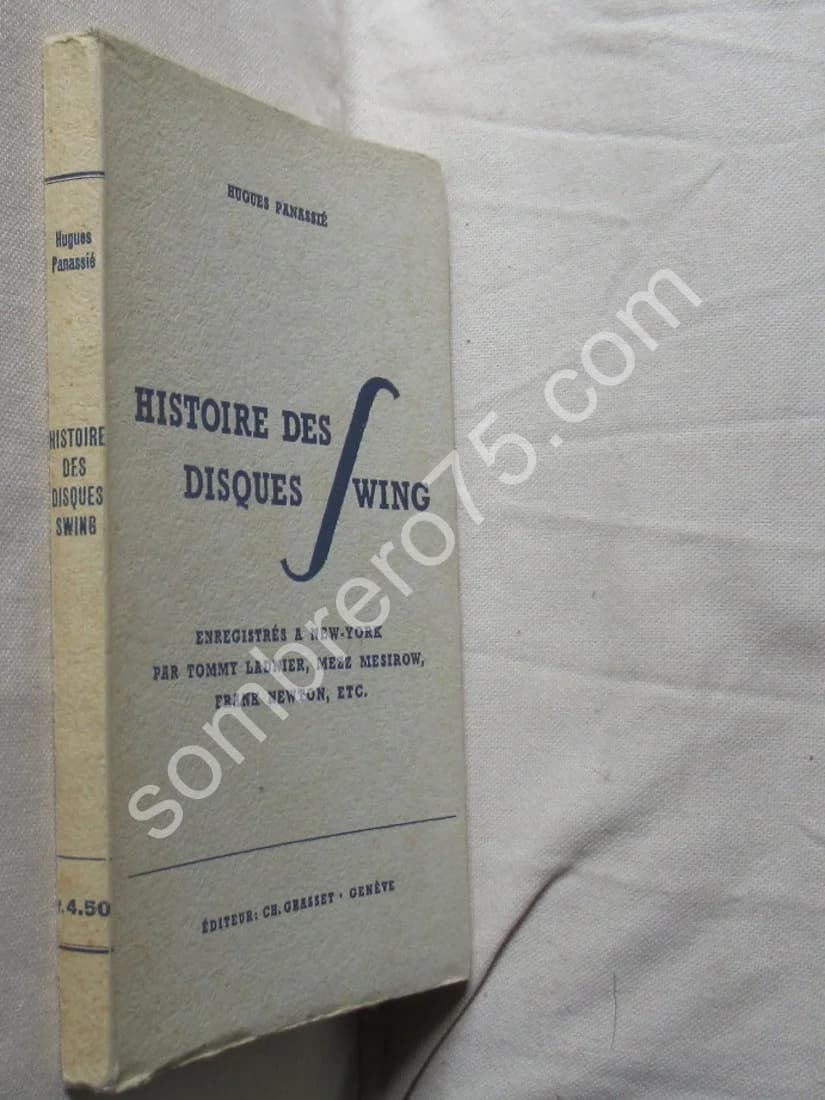 Hugues
Panassié
HISTOIRE
DES
DISQUES
SWING
f. 4.50
HUGUES PANASSIÉ
HISTOIRE DES
DISQUES SWING
ENREGISTRÉS A NEW-YORK
PAR TOMMY LADNIER, MEZZ MESIROW,
FRANK NEWTON, ETC.
ÉDITEUR: CH. GRASSET · GENÈVE
sombrero75.com